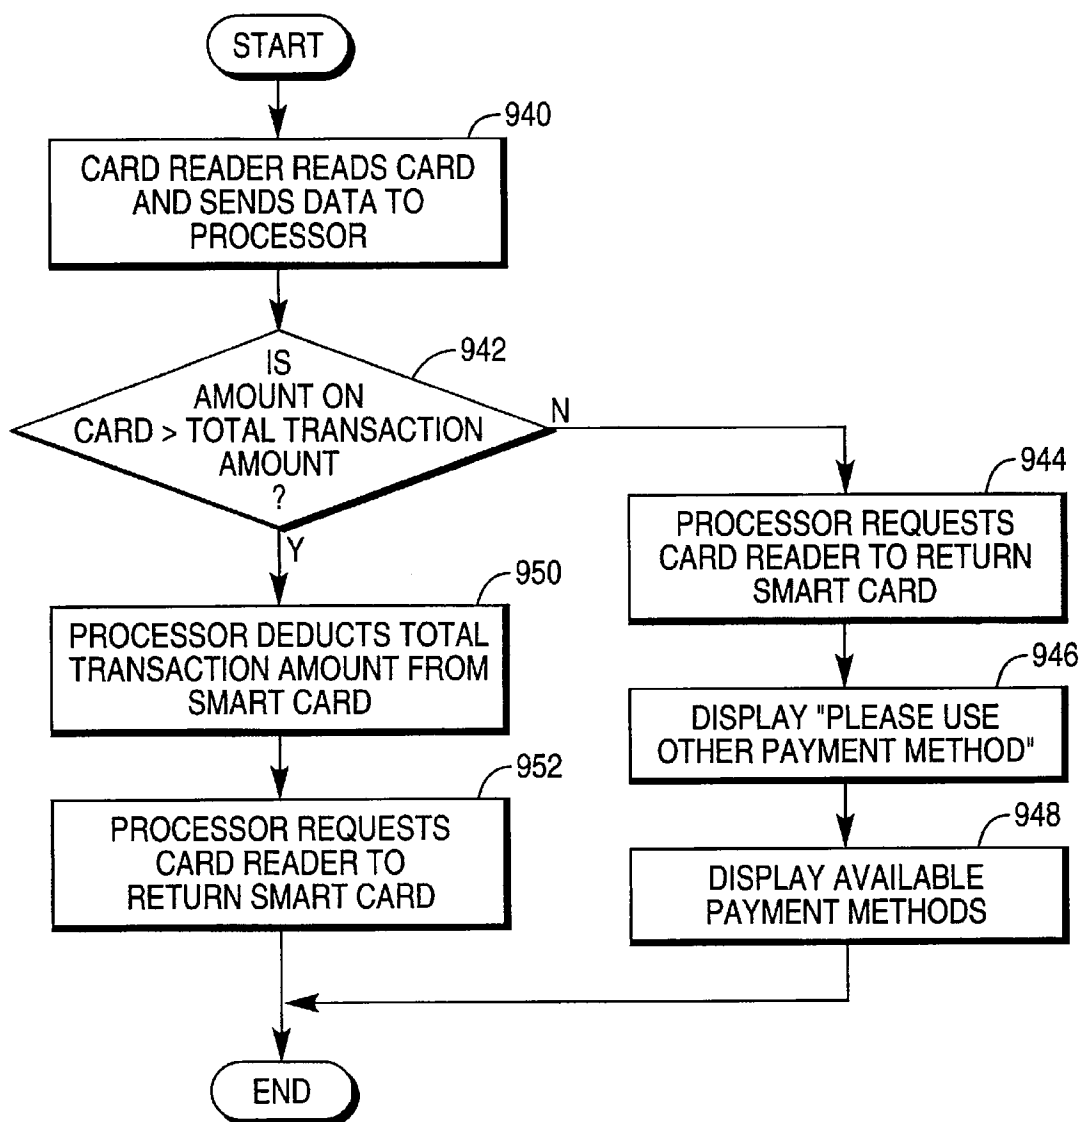 START
940
CARD READER READS CARD
AND SENDS DATA TO
PROCESSOR
942
IS
AMOUNT ON
CARD > TOTAL TRANSACTION
AMOUNT
?
N
Y
944
PROCESSOR REQUESTS
CARD READER TO RETURN
SMART CARD
950
PROCESSOR DEDUCTS TOTAL
TRANSACTION AMOUNT FROM
SMART CARD
946
DISPLAY "PLEASE USE
OTHER PAYMENT METHOD"
952
PROCESSOR REQUESTS
CARD READER TO
RETURN SMART CARD
948
DISPLAY AVAILABLE
PAYMENT METHODS
END